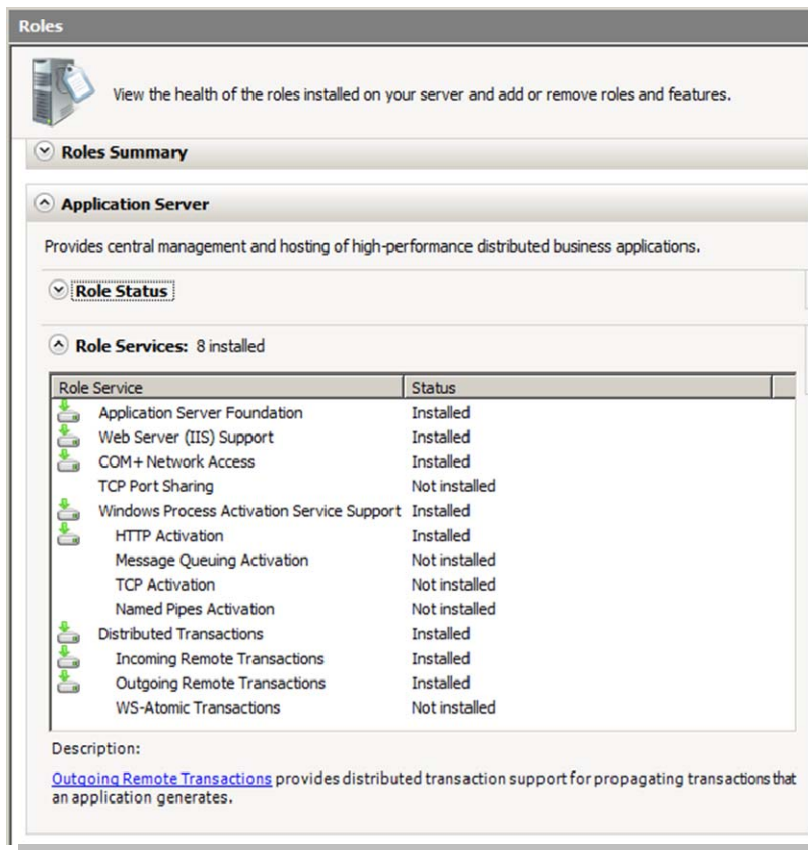 Roles
View the health of the roles installed on your server and add or remove roles and features.
Roles Summary
Application Server
Provides central management and hosting of high-performance distributed business applications.
Role Status
Role Services: 8 installed
Role Service Status
Application Server Foundation Installed
Web Server (IIS) Support Installed
COM+ Network Access Installed
TCP Port Sharing Not installed
Windows Process Activation Service Support Installed
HTTP Activation Installed
Message Queuing Activation Not installed
TCP Activation Not installed
Named Pipes Activation Not installed
Distributed Transactions Installed
Incoming Remote Transactions Installed
Outgoing Remote Transactions Installed
WS-Atomic Transactions Not installed
Description:
Outgoing Remote Transactions provides distributed transaction support for propagating transactions that
an application generates.